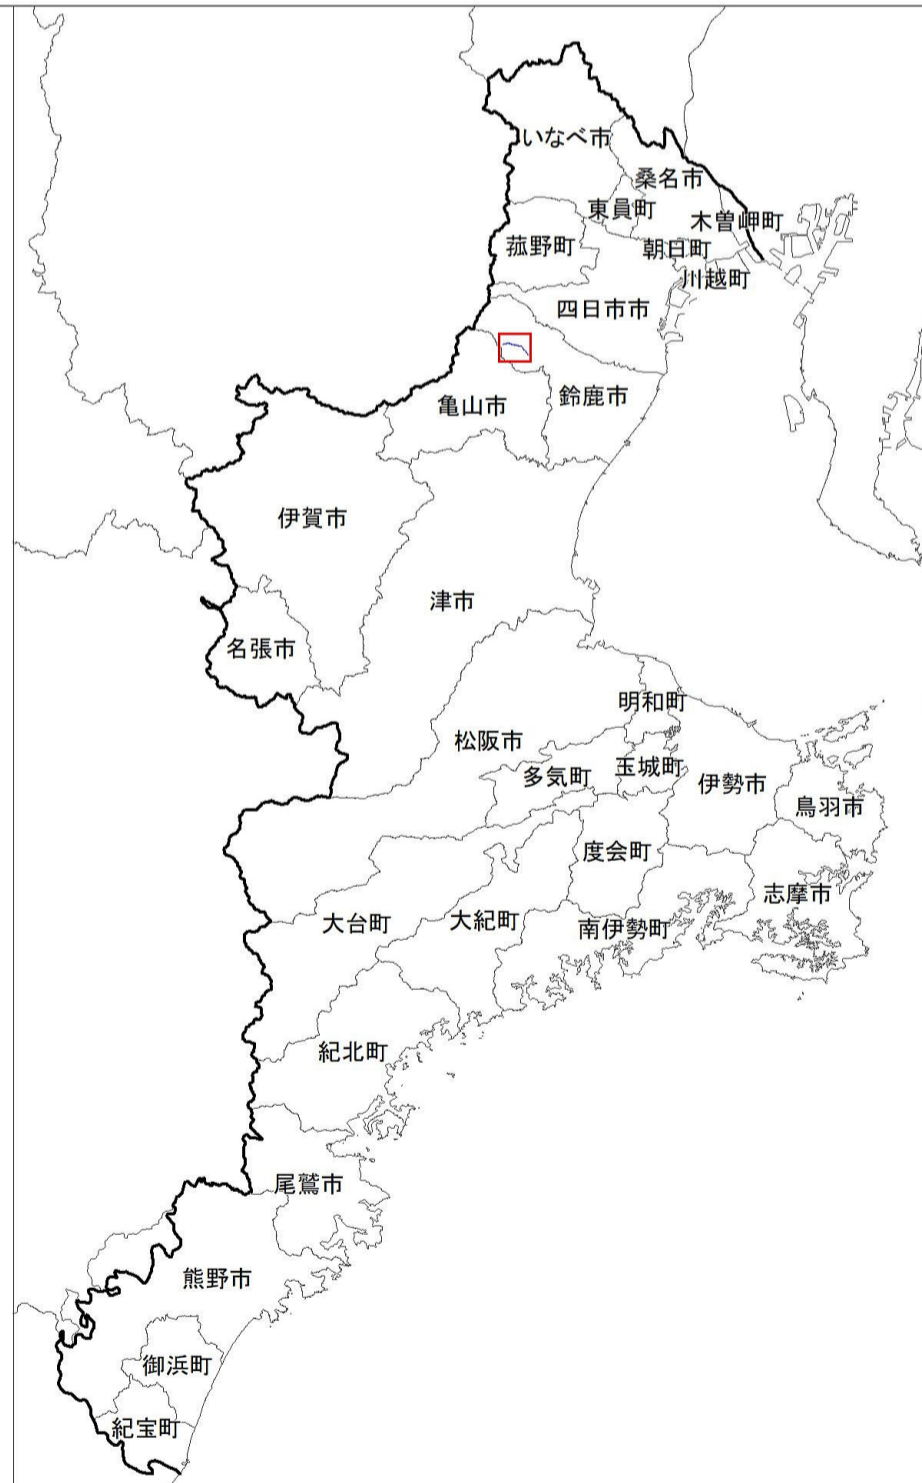 いなべ市
桑名市
東員町
木曽岬町
菰野町
朝日町
川越町
四日市市
鈴鹿市
亀山市
伊賀市
津市
名張市
明和町
松阪市
玉城町
多気町
伊勢市
鳥羽市
度会町
志摩市
大台町
大紀町
南伊勢町
紀北町
尾鷲市
熊野市
御浜町
紀宝町